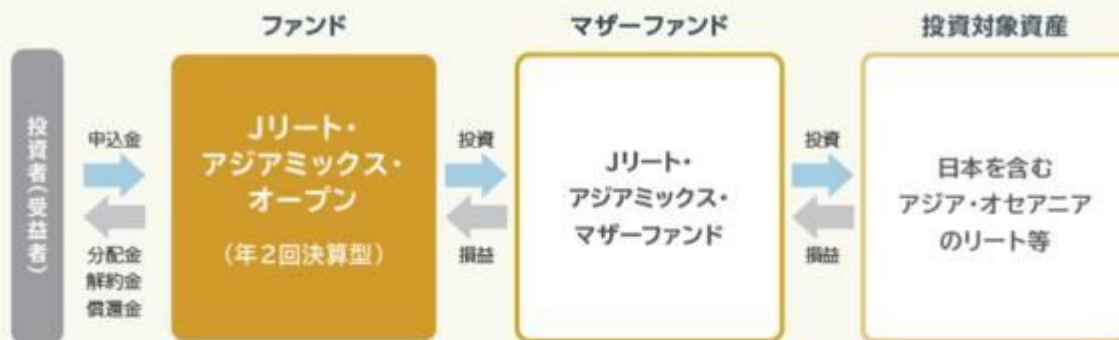 ファンド
マザーファンド
投資対象資産
投資者(受益者)
申込金
分配金
解約金
償還金
Jリート・
アジアミックス・
オープン
(年2回決算型)
投資
損益
Jリート・
アジアミックス・
マザーファンド
投資
損益
日本を含む
アジア・オセアニア
のリート等